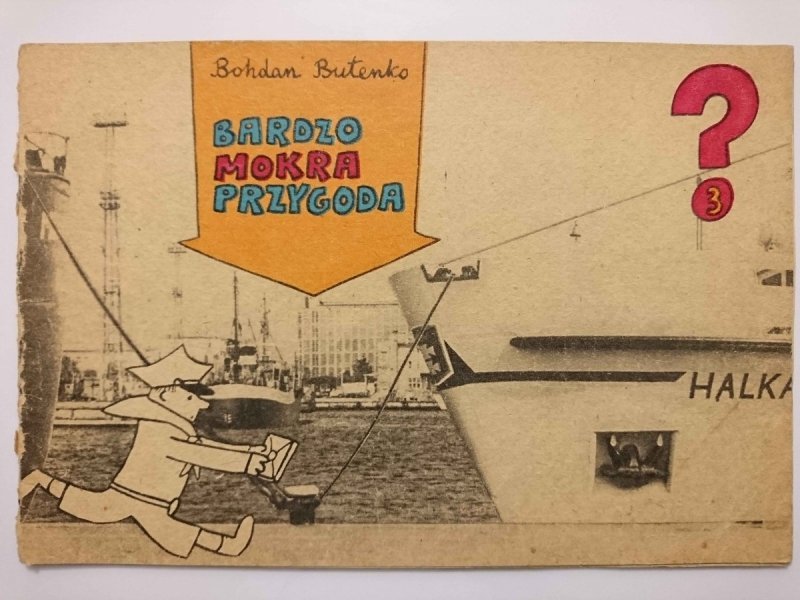 Bohdan Butenko
BARDZO
MOKRA
PRZYGODA
?
3
HALKA